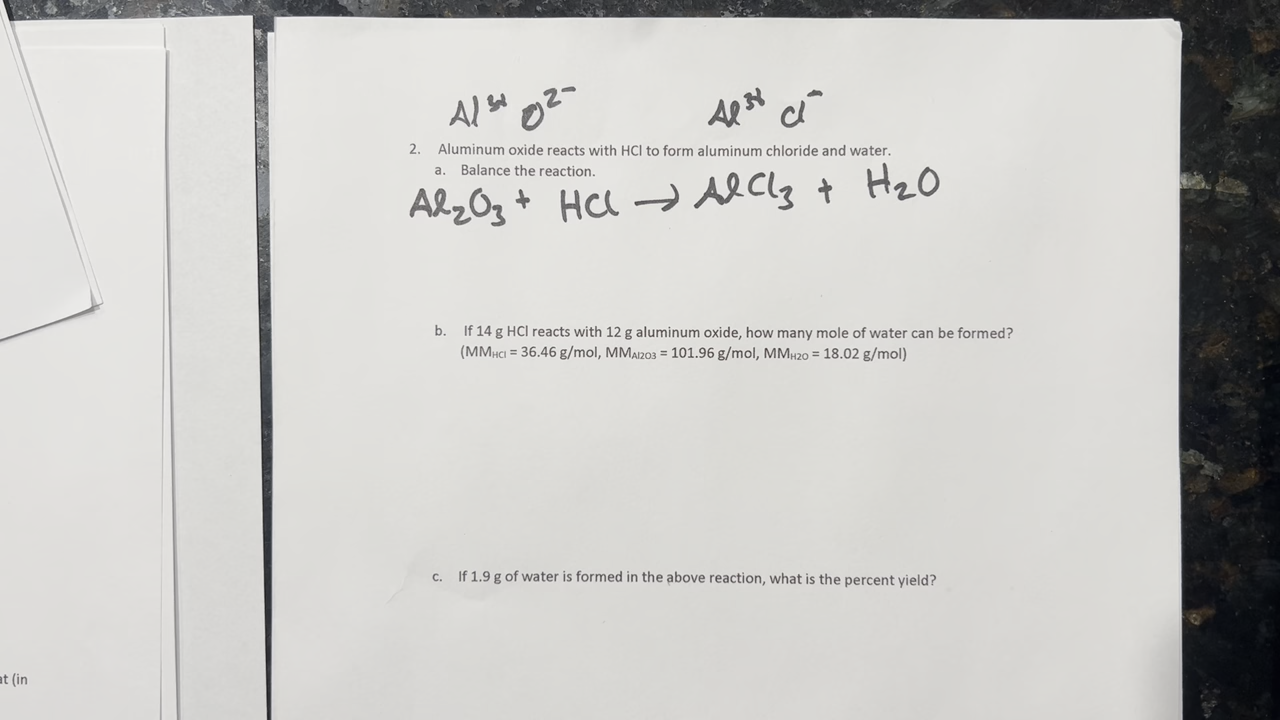 Al³⁺ O²⁻ Al³⁺ Cl⁻
2. Aluminum oxide reacts with HCl to form aluminum chloride and water.
a. Balance the reaction.
Al₂O₃ + HCl → AlCl₃ + H₂O
b. If 14 g HCl reacts with 12 g aluminum oxide, how many mole of water can be formed?
(MMHCl = 36.46 g/mol, MMAl2O3 = 101.96 g/mol, MMH2O = 18.02 g/mol)
c. If 1.9 g of water is formed in the above reaction, what is the percent yield?
(in